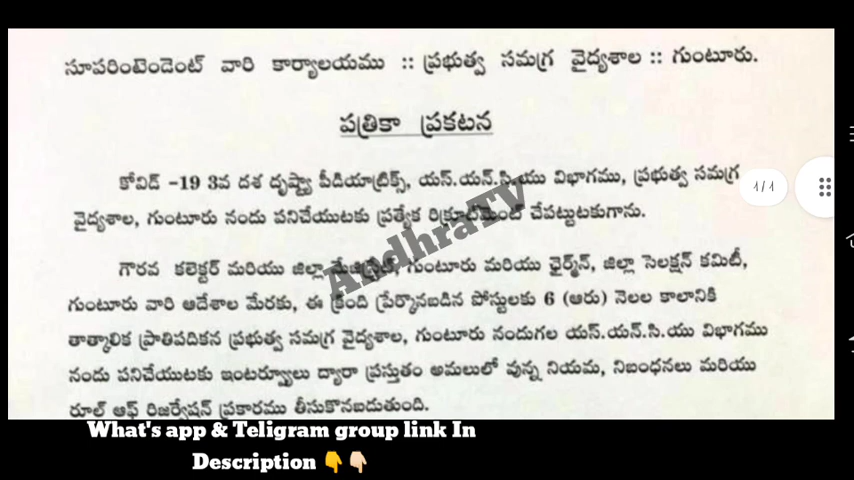 సూపరింటెండెంట్ వారి కార్యాలయము :: ప్రభుత్వ సమగ్ర వైద్యశాల :: గుంటూరు.
పత్రికా ప్రకటన
కోవిడ్ -19 3వ దశ దృష్ట్యా పీడియాట్రిక్స్, యస్.యన్.సి.యు విభాగము, ప్రభుత్వ సమగ్ర
వైద్యశాల, గుంటూరు నందు పనిచేయుటకు ప్రత్యేక రిక్రూట్‌మెంట్ చేపట్టుటకుగాను.
గౌరవ కలెక్టర్ మరియు జిల్లా మేజిస్ట్రేట్, గుంటూరు మరియు ఛైర్మన్, జిల్లా సెలక్షన్ కమిటీ,
గుంటూరు వారి ఆదేశాల మేరకు, ఈ క్రింది పేర్కొనబడిన పోస్టులకు 6 (ఆరు) నెలల కాలానికి
తాత్కాలిక ప్రాతిపదికన ప్రభుత్వ సమగ్ర వైద్యశాల, గుంటూరు నందుగల యస్.యన్.సి.యు విభాగము
నందు పనిచేయుటకు ఇంటర్వ్యూలు ద్వారా ప్రస్తుతం అమలులో వున్న నియమ, నిబంధనలు మరియు
రూల్ ఆఫ్ రిజర్వేషన్ ప్రకారము తీసుకొనబడుతుంది.
AndhraTv
1/1
What's app & Teligram group link In
Description 👇👇🏻